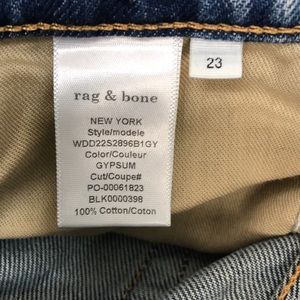 rag & bone
NEW YORK
Style/modele
WDD22S2896B1GY
Color/Couleur
GYPSUM
Cut/Coupe#
PO-00061823
BLK0000398
100% Cotton/Coton
23